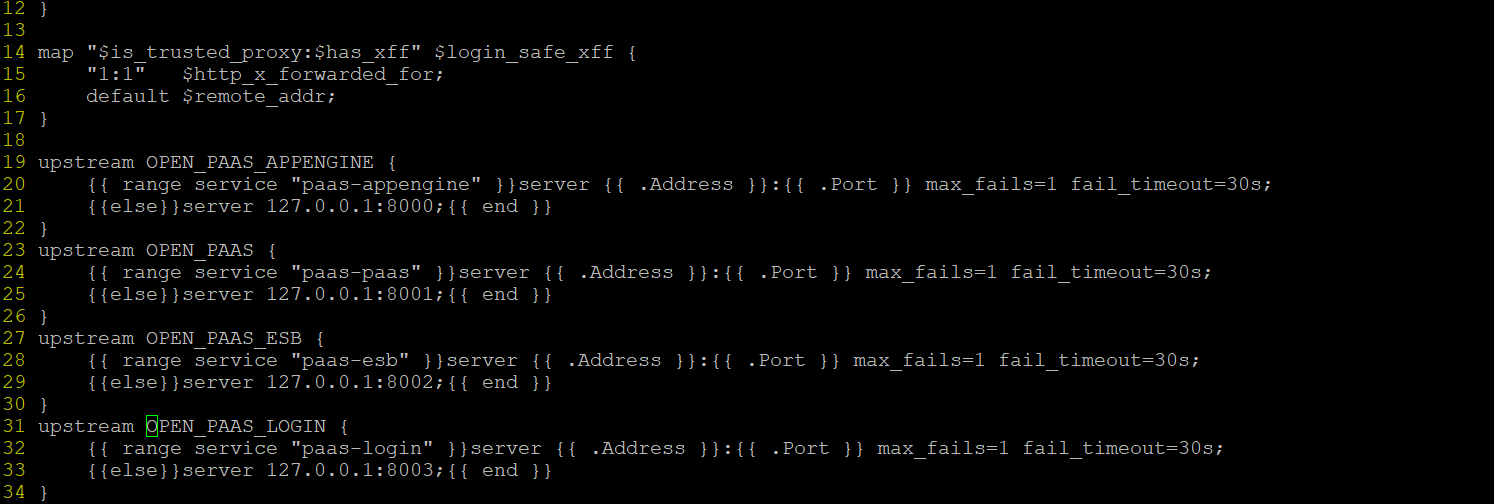 12 }
13
14 map "$is_trusted_proxy:$has_xff" $login_safe_xff {
15     "1:1"   $http_x_forwarded_for;
16     default $remote_addr;
17 }
18
19 upstream OPEN_PAAS_APPENGINE {
20     {{ range service "paas-appengine" }}server {{ .Address }}:{{ .Port }} max_fails=1 fail_timeout=30s;
21     {{else}}server 127.0.0.1:8000;{{ end }}
22 }
23 upstream OPEN_PAAS {
24     {{ range service "paas-paas" }}server {{ .Address }}:{{ .Port }} max_fails=1 fail_timeout=30s;
25     {{else}}server 127.0.0.1:8001;{{ end }}
26 }
27 upstream OPEN_PAAS_ESB {
28     {{ range service "paas-esb" }}server {{ .Address }}:{{ .Port }} max_fails=1 fail_timeout=30s;
29     {{else}}server 127.0.0.1:8002;{{ end }}
30 }
31 upstream OPEN_PAAS_LOGIN {
32     {{ range service "paas-login" }}server {{ .Address }}:{{ .Port }} max_fails=1 fail_timeout=30s;
33     {{else}}server 127.0.0.1:8003;{{ end }}
34 }